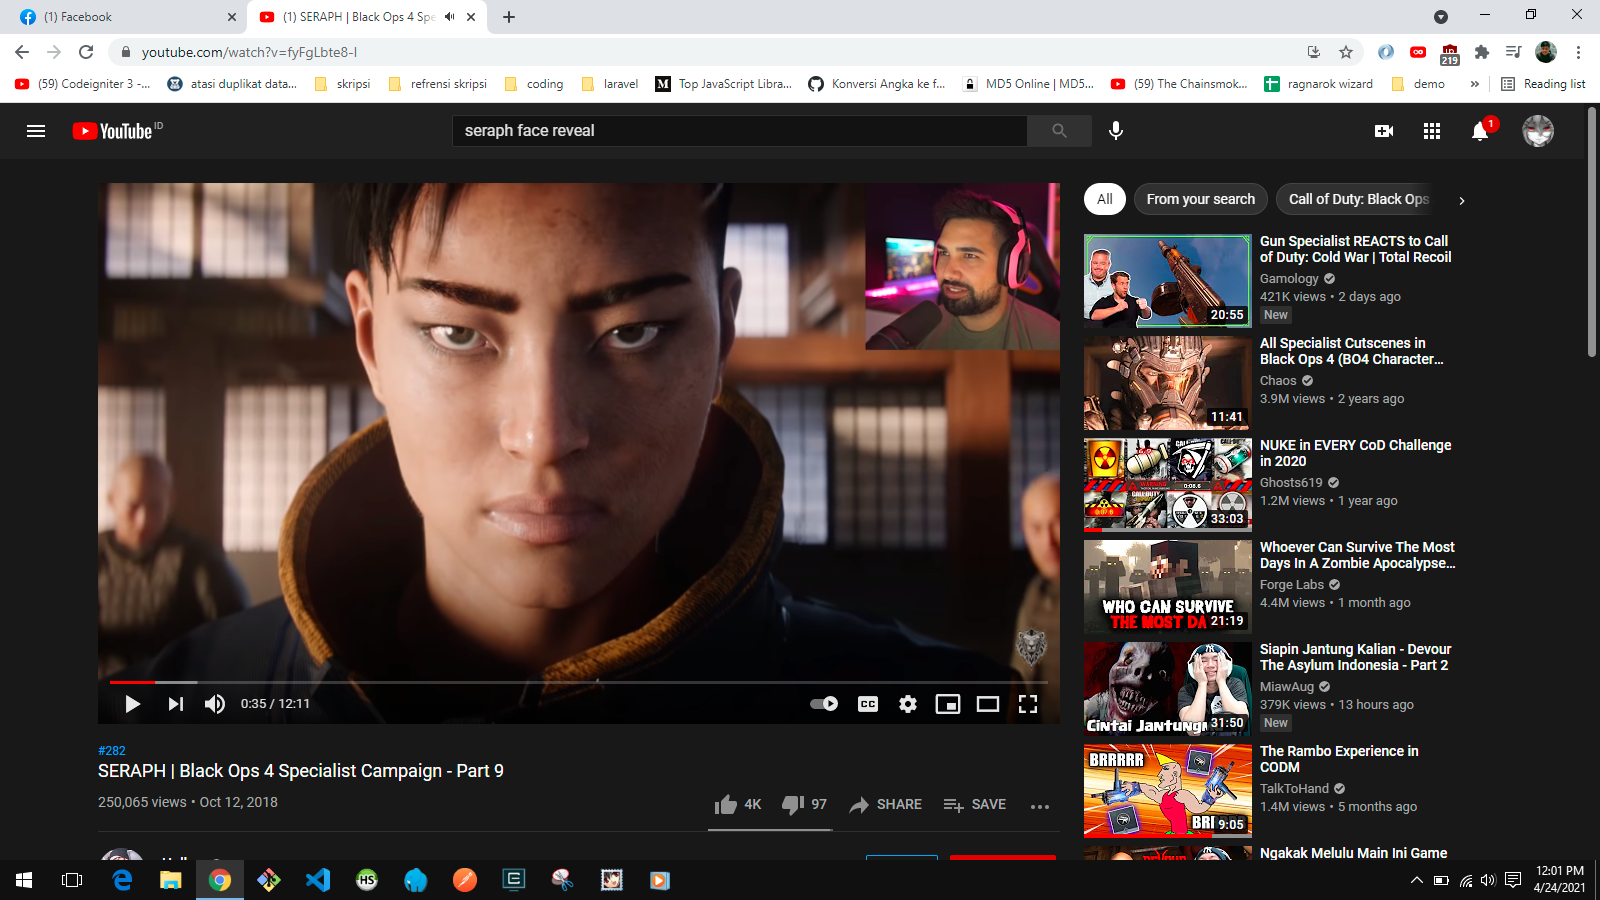 (1) Facebook
(1) SERAPH | Black Ops 4 Spe
youtube.com/watch?v=fyFgLbte8-I
219
(59) Codeigniter 3 -...
atasi duplikat data...
skripsi
refrensi skripsi
coding
laravel
M
Top JavaScript Libra...
Konversi Angka ke f...
MD5 Online | MD5...
(59) The Chainsmok...
ragnarok wizard
demo
»
Reading list
YouTube ID
seraph face reveal
1
All
From your search
Call of Duty: Black Ops
20:55
Gun Specialist REACTS to Call
of Duty: Cold War | Total Recoil
Gamology
421K views • 2 days ago
New
11:41
All Specialist Cutscenes in
Black Ops 4 (BO4 Character...
Chaos
3.9M views • 2 years ago
33:03
NUKE in EVERY CoD Challenge
in 2020
Ghosts619
1.2M views • 1 year ago
WHO CAN SURVIVE
THE MOST DA
21:19
Whoever Can Survive The Most
Days In A Zombie Apocalypse...
Forge Labs
4.4M views • 1 month ago
Cintai Jantung
31:50
Siapin Jantung Kalian - Devour
The Asylum Indonesia - Part 2
MiawAug
379K views • 13 hours ago
New
BRRRRR
BRI
9:05
The Rambo Experience in
CODM
TalkToHand
1.4M views • 5 months ago
Ngakak Melulu Main Ini Game
0:35 / 12:11
CC
#282
SERAPH | Black Ops 4 Specialist Campaign - Part 9
250,065 views • Oct 12, 2018
4K
97
SHARE
SAVE
HS
12:01 PM
4/24/2021